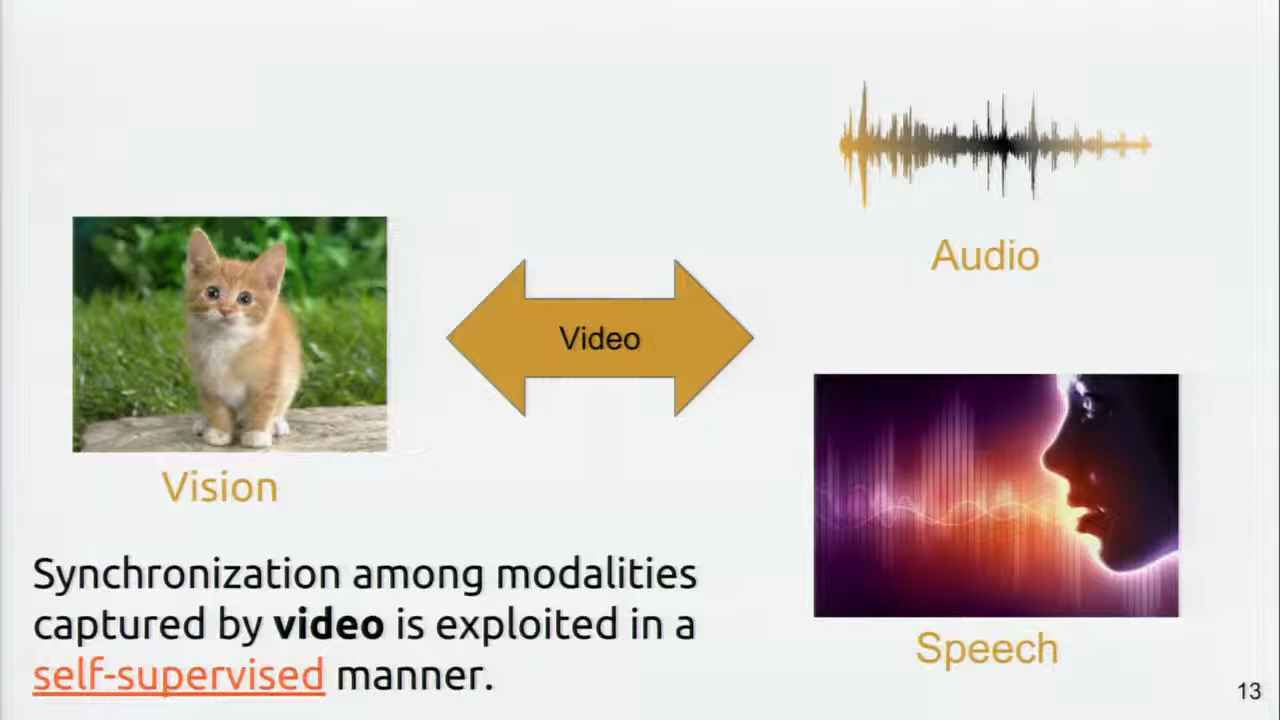 Audio
Video
Vision
Synchronization among modalities
captured by video is exploited in a
self-supervised manner.
Speech
13